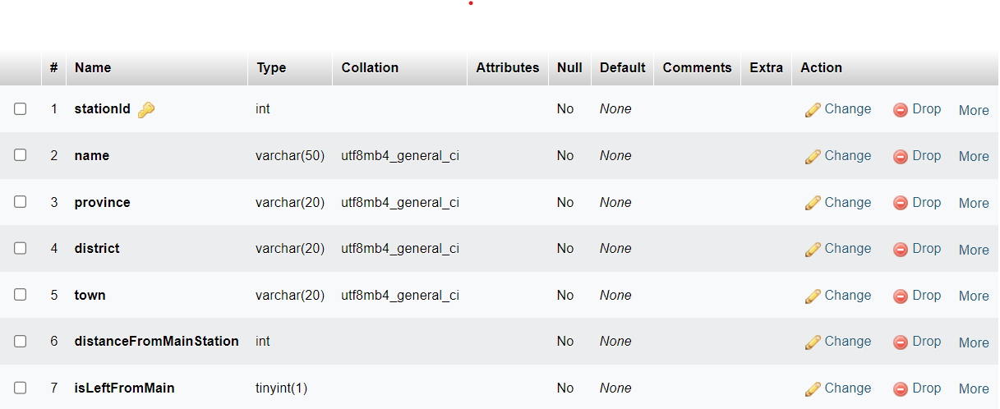 # Name Type Collation Attributes Null Default Comments Extra Action
1 stationId int No None Change Drop More
2 name varchar(50) utf8mb4_general_ci No None Change Drop More
3 province varchar(20) utf8mb4_general_ci No None Change Drop More
4 district varchar(20) utf8mb4_general_ci No None Change Drop More
5 town varchar(20) utf8mb4_general_ci No None Change Drop More
6 distanceFromMainStation int No None Change Drop More
7 isLeftFromMain tinyint(1) No None Change Drop More